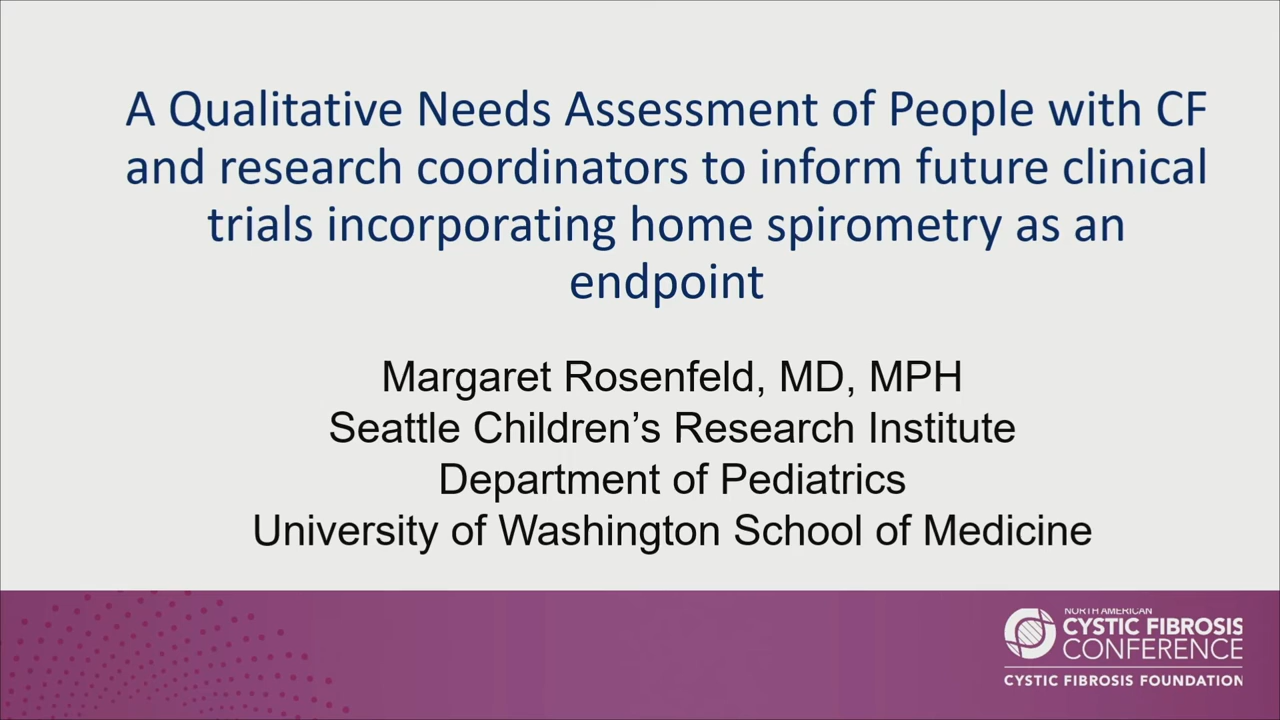 A Qualitative Needs Assessment of People with CF
and research coordinators to inform future clinical
trials incorporating home spirometry as an
endpoint
Margaret Rosenfeld, MD, MPH
Seattle Children’s Research Institute
Department of Pediatrics
University of Washington School of Medicine
NORTH AMERICAN
CYSTIC FIBROSIS
CONFERENCE
CYSTIC FIBROSIS FOUNDATION